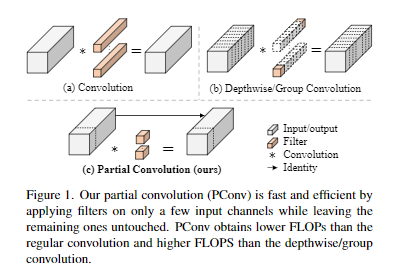 (a) Convolution
(b) Depthwise/Group Convolution
(c) Partial Convolution (ours)
Input/output
Filter
* Convolution
Identity
Figure 1. Our partial convolution (PConv) is fast and efficient by
applying filters on only a few input channels while leaving the
remaining ones untouched. PConv obtains lower FLOPs than the
regular convolution and higher FLOPS than the depthwise/group
convolution.